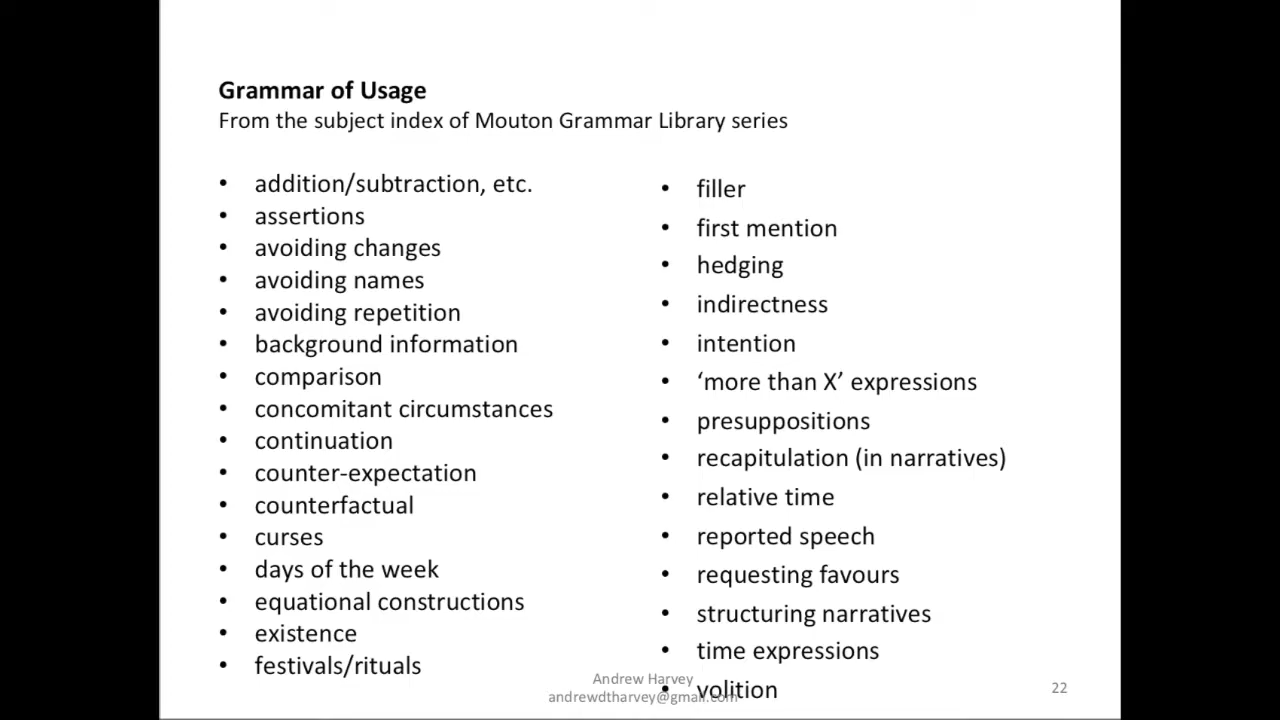 Grammar of Usage
From the subject index of Mouton Grammar Library series
• addition/subtraction, etc.
• assertions
• avoiding changes
• avoiding names
• avoiding repetition
• background information
• comparison
• concomitant circumstances
• continuation
• counter-expectation
• counterfactual
• curses
• days of the week
• equational constructions
• existence
• festivals/rituals
• filler
• first mention
• hedging
• indirectness
• intention
• ‘more than X’ expressions
• presuppositions
• recapitulation (in narratives)
• relative time
• reported speech
• requesting favours
• structuring narratives
• time expressions
• volition
Andrew Harvey
andrewdtharvey@gmail.com
22